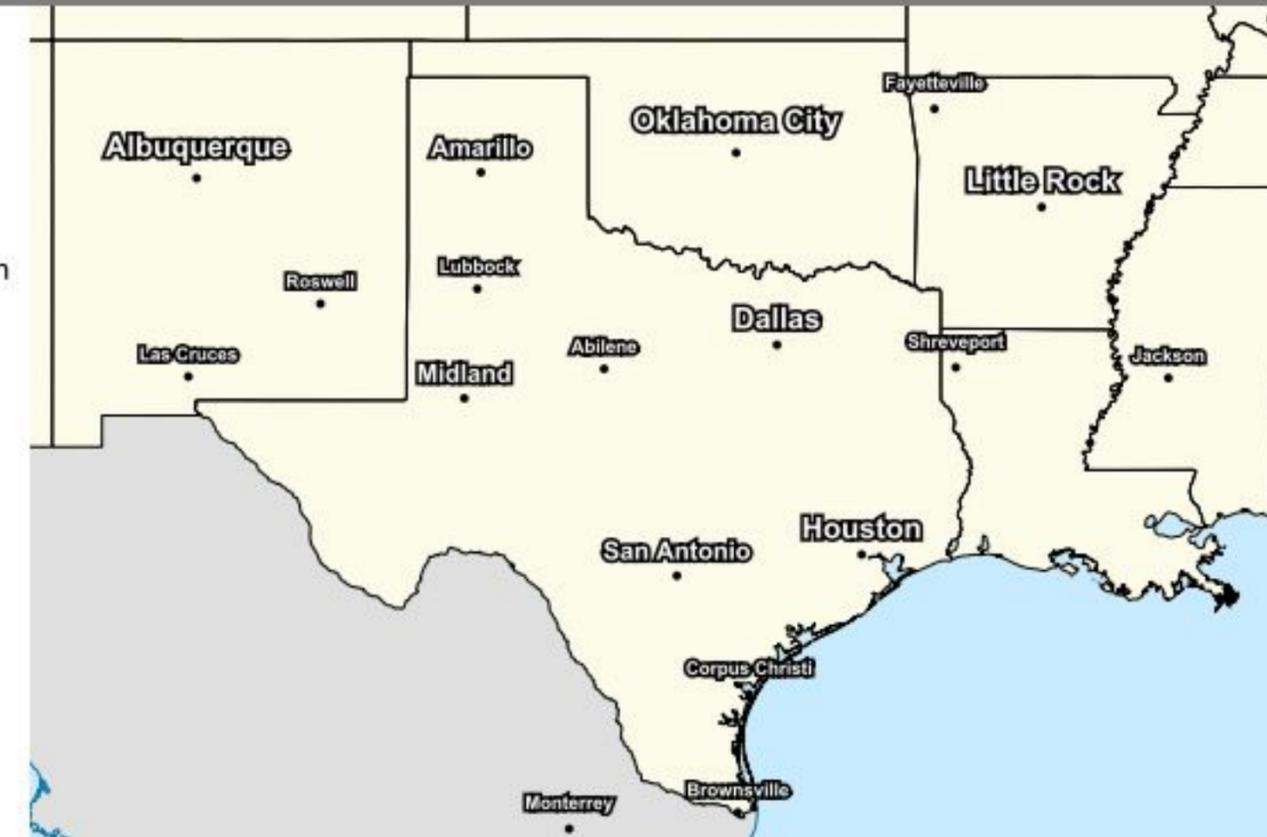 Fayetteville
Oklahoma City
Albuquerque
Amarillo
Little Rock
Lubbock
Roswell
Dallas
Shreveport
Abilene
Las Cruces
Jackson
Midland
Houston
San Antonio
Corpus Christi
Brownsville
Monterrey